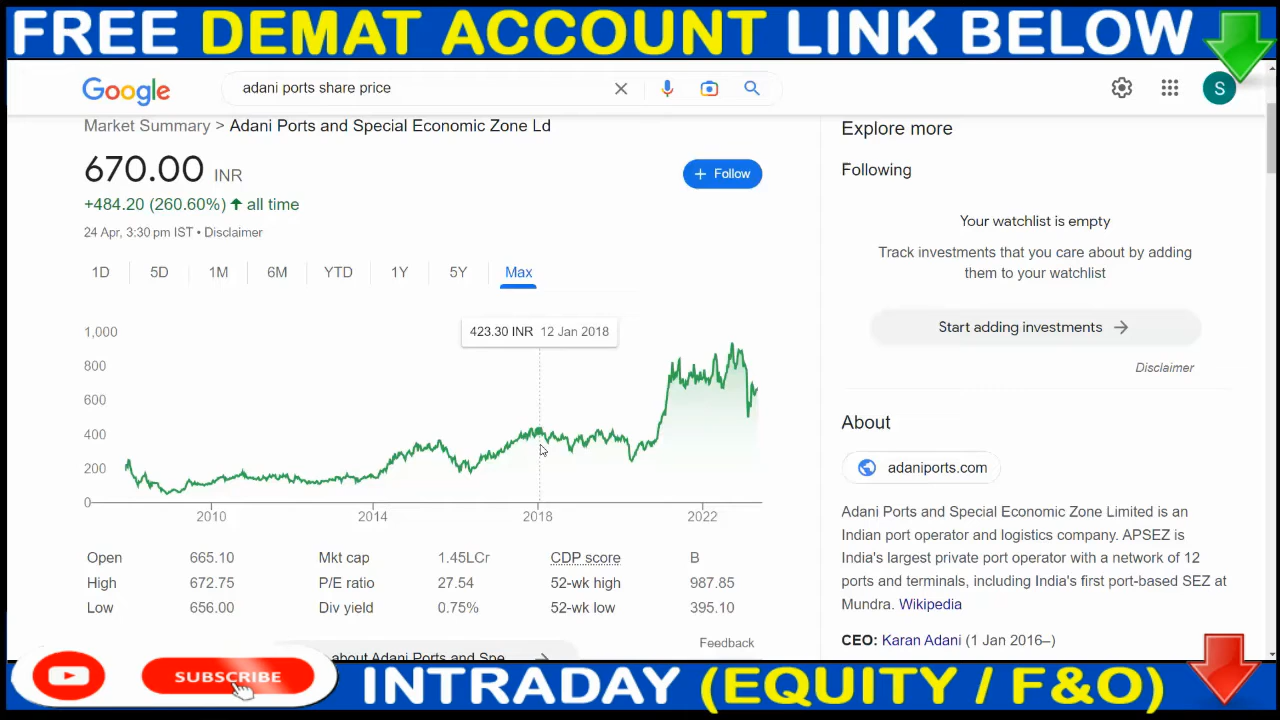 FREE DEMAT ACCOUNT LINK BELOW
Google
adani ports share price
S
Market Summary > Adani Ports and Special Economic Zone Ld
670.00 INR
+ Follow
+484.20 (260.60%) ↑ all time
24 Apr, 3:30 pm IST • Disclaimer
1D 5D 1M 6M YTD 1Y 5Y Max
423.30 INR 12 Jan 2018
1,000
800
600
400
200
0
2010 2014 2018 2022
Open 665.10 Mkt cap 1.45LCr CDP score B
High 672.75 P/E ratio 27.54 52-wk high 987.85
Low 656.00 Div yield 0.75% 52-wk low 395.10
Feedback
about Adani Ports and Spe
Explore more
Following
Your watchlist is empty
Track investments that you care about by adding
them to your watchlist
Start adding investments →
Disclaimer
About
adaniports.com
Adani Ports and Special Economic Zone Limited is an
Indian port operator and logistics company. APSEZ is
India's largest private port operator with a network of 12
ports and terminals, including India's first port-based SEZ at
Mundra. Wikipedia
CEO: Karan Adani (1 Jan 2016–)
SUBSCRIBE
INTRADAY (EQUITY / F&O)